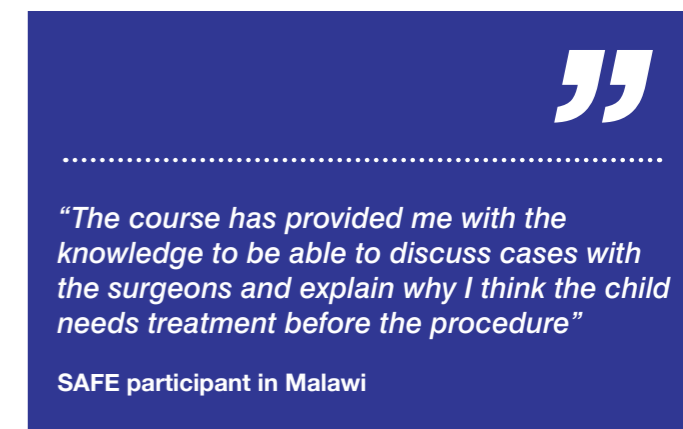 ”
“The course has provided me with the
knowledge to be able to discuss cases with
the surgeons and explain why I think the child
needs treatment before the procedure”
SAFE participant in Malawi